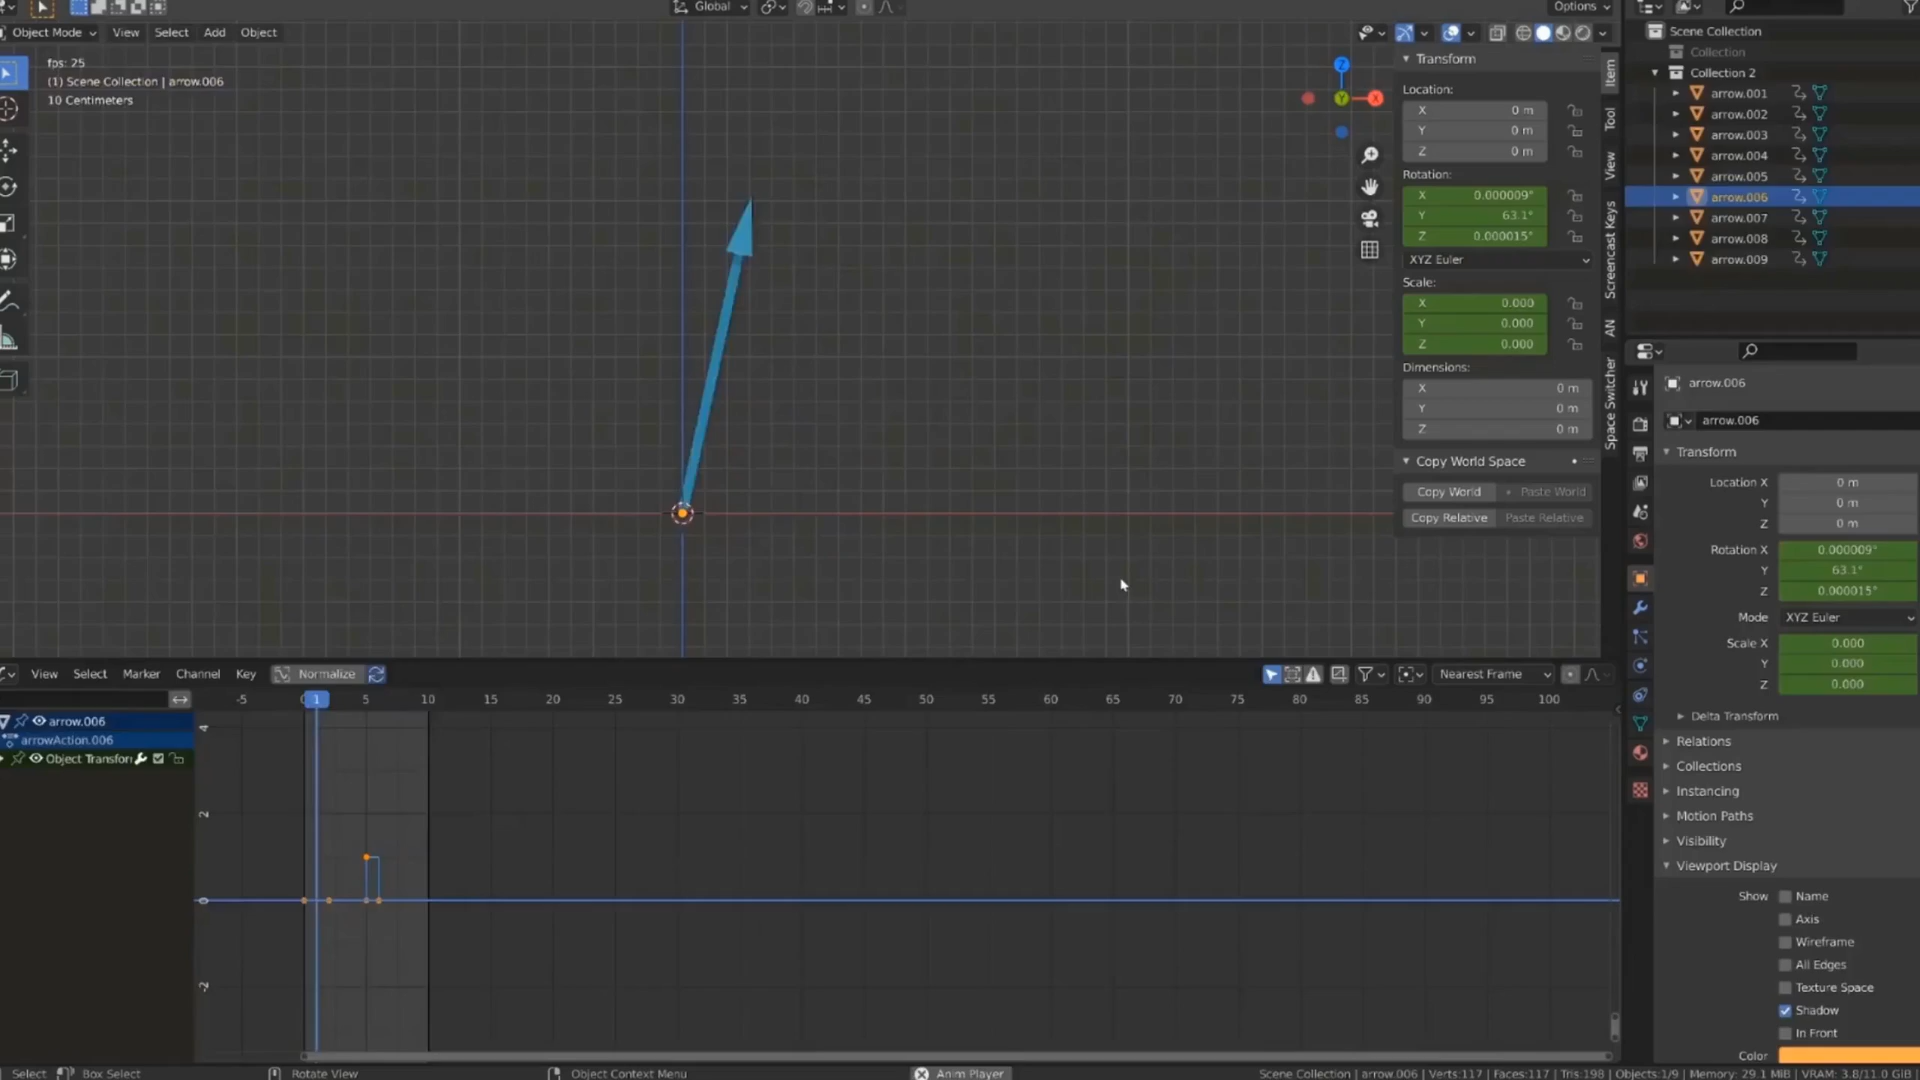 Global
Options
Object Mode View Select Add Object
fps: 25
(1) Scene Collection | arrow.006
10 Centimeters
Z
Y
X
Transform
Location:
X 0 m
Y 0 m
Z 0 m
Rotation:
X 0.000009°
Y 63.1°
Z 0.000015°
XYZ Euler
Scale:
X 0.000
Y 0.000
Z 0.000
Dimensions:
X 0 m
Y 0 m
Z 0 m
Copy World Space
Copy World Paste World
Copy Relative Paste Relative
Item
Tool
View
Screencast Keys
AN
Space Switcher
Scene Collection
Collection
Collection 2
arrow.001
arrow.002
arrow.003
arrow.004
arrow.005
arrow.006
arrow.007
arrow.008
arrow.009
arrow.006
arrow.006
Transform
Location X 0 m
Y 0 m
Z 0 m
Rotation X 0.000009°
Y 63.1°
Z 0.000015°
Mode XYZ Euler
Scale X 0.000
Y 0.000
Z 0.000
Delta Transform
Relations
Collections
Instancing
Motion Paths
Visibility
Viewport Display
Show Name
Axis
Wireframe
All Edges
Texture Space
Shadow
In Front
Color
View Select Marker Channel Key Normalize
Nearest Frame
-5 1 5 10 15 20 25 30 35 40 45 50 55 60 65 70 75 80 85 90 95 100
arrow.006
arrowAction.006
Object Transfor
4
2
0
-2
Select Box Select Rotate View Object Context Menu Anim Player
Scene Collection | arrow.006 | Verts:117 | Faces:117 | Tris:198 | Objects:1/9 | Memory: 29.1 MiB | VRAM: 3.8/11.0 GiB